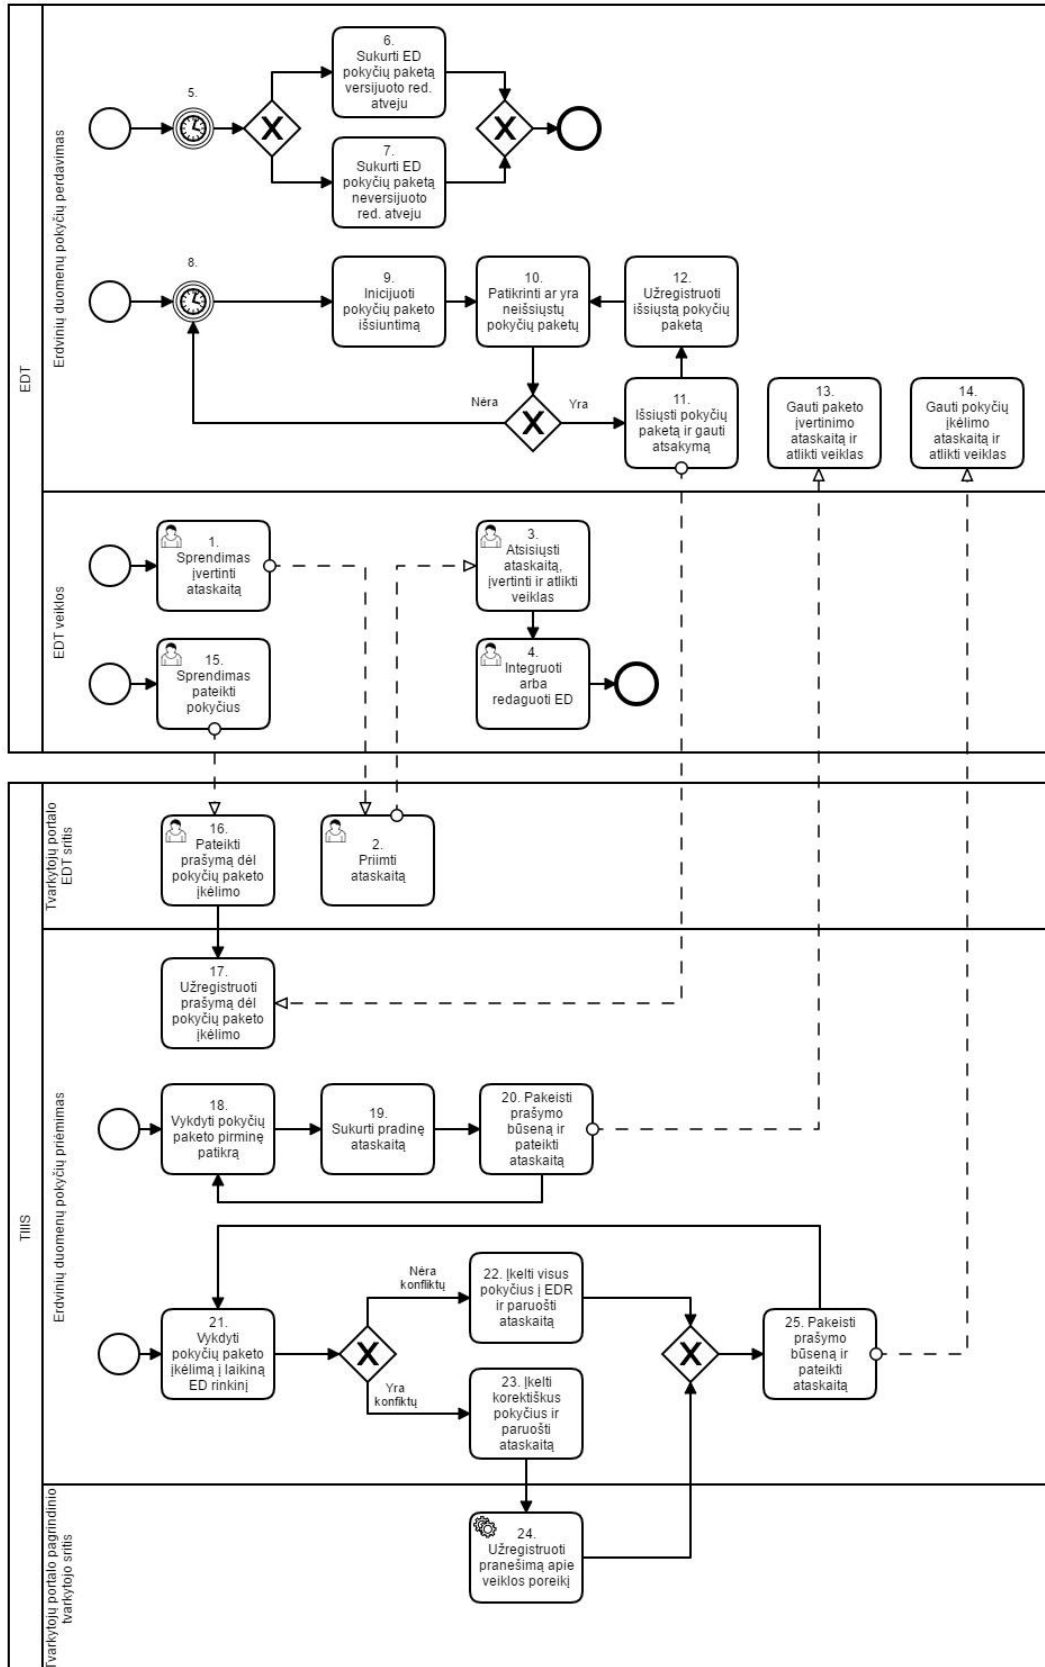 EDT
Erdvinių duomenų pokyčių perdavimas
5.
6.
Sukurti ED
pokyčių paketą
versijuoto red.
atveju
7.
Sukurti ED
pokyčių paketą
neversijuoto
red. atveju
8.
9.
Inicijuoti
pokyčių paketo
išsiuntimą
10.
Patikrinti ar yra
neišsiųstų
pokyčių paketų
12.
Užregistruoti
išsiųstą pokyčių
paketą
Nėra
Yra
11.
Išsiųsti pokyčių
paketą ir gauti
atsakymą
13.
Gauti paketo
įvertinimo
ataskaitą ir
atlikti veiklas
14.
Gauti pokyčių
įkėlimo
ataskaitą ir
atlikti veiklas
EDT veiklos
1.
Sprendimas
įvertinti
ataskaitą
3.
Atsisiųsti
ataskaitą,
įvertinti ir atlikti
veiklas
15.
Sprendimas
pateikti
pokyčius
4.
Integruoti
arba
redaguoti ED
TIIIS
Tvarkytojų portalo
EDT sritis
16.
Pateikti
prašymą dėl
pokyčių paketo
įkėlimo
2.
Priimti
ataskaitą
Erdvinių duomenų pokyčių priėmimas
17.
Užregistruoti
prašymą dėl
pokyčių paketo
įkėlimo
18.
Vykdyti pokyčių
paketo pirminę
patikrą
19.
Sukurti pradinę
ataskaitą
20. Pakeisti
prašymo
būseną ir
pateikti
ataskaitą
21.
Vykdyti
pokyčių paketo
įkėlimą į laikiną
ED rinkinį
Nėra
konfliktų
22. Įkelti visus
pokyčius į EDR
ir paruošti
ataskaitą
Yra
konfliktų
23. Įkelti
korektiškus
pokyčius ir
paruošti
ataskaitą
25. Pakeisti
prašymo
būseną ir
pateikti
ataskaitą
Tvarkytojų portalo pagrindinio
tvarkytojo sritis
24.
Užregistruoti
pranešimą apie
veiklos poreikį